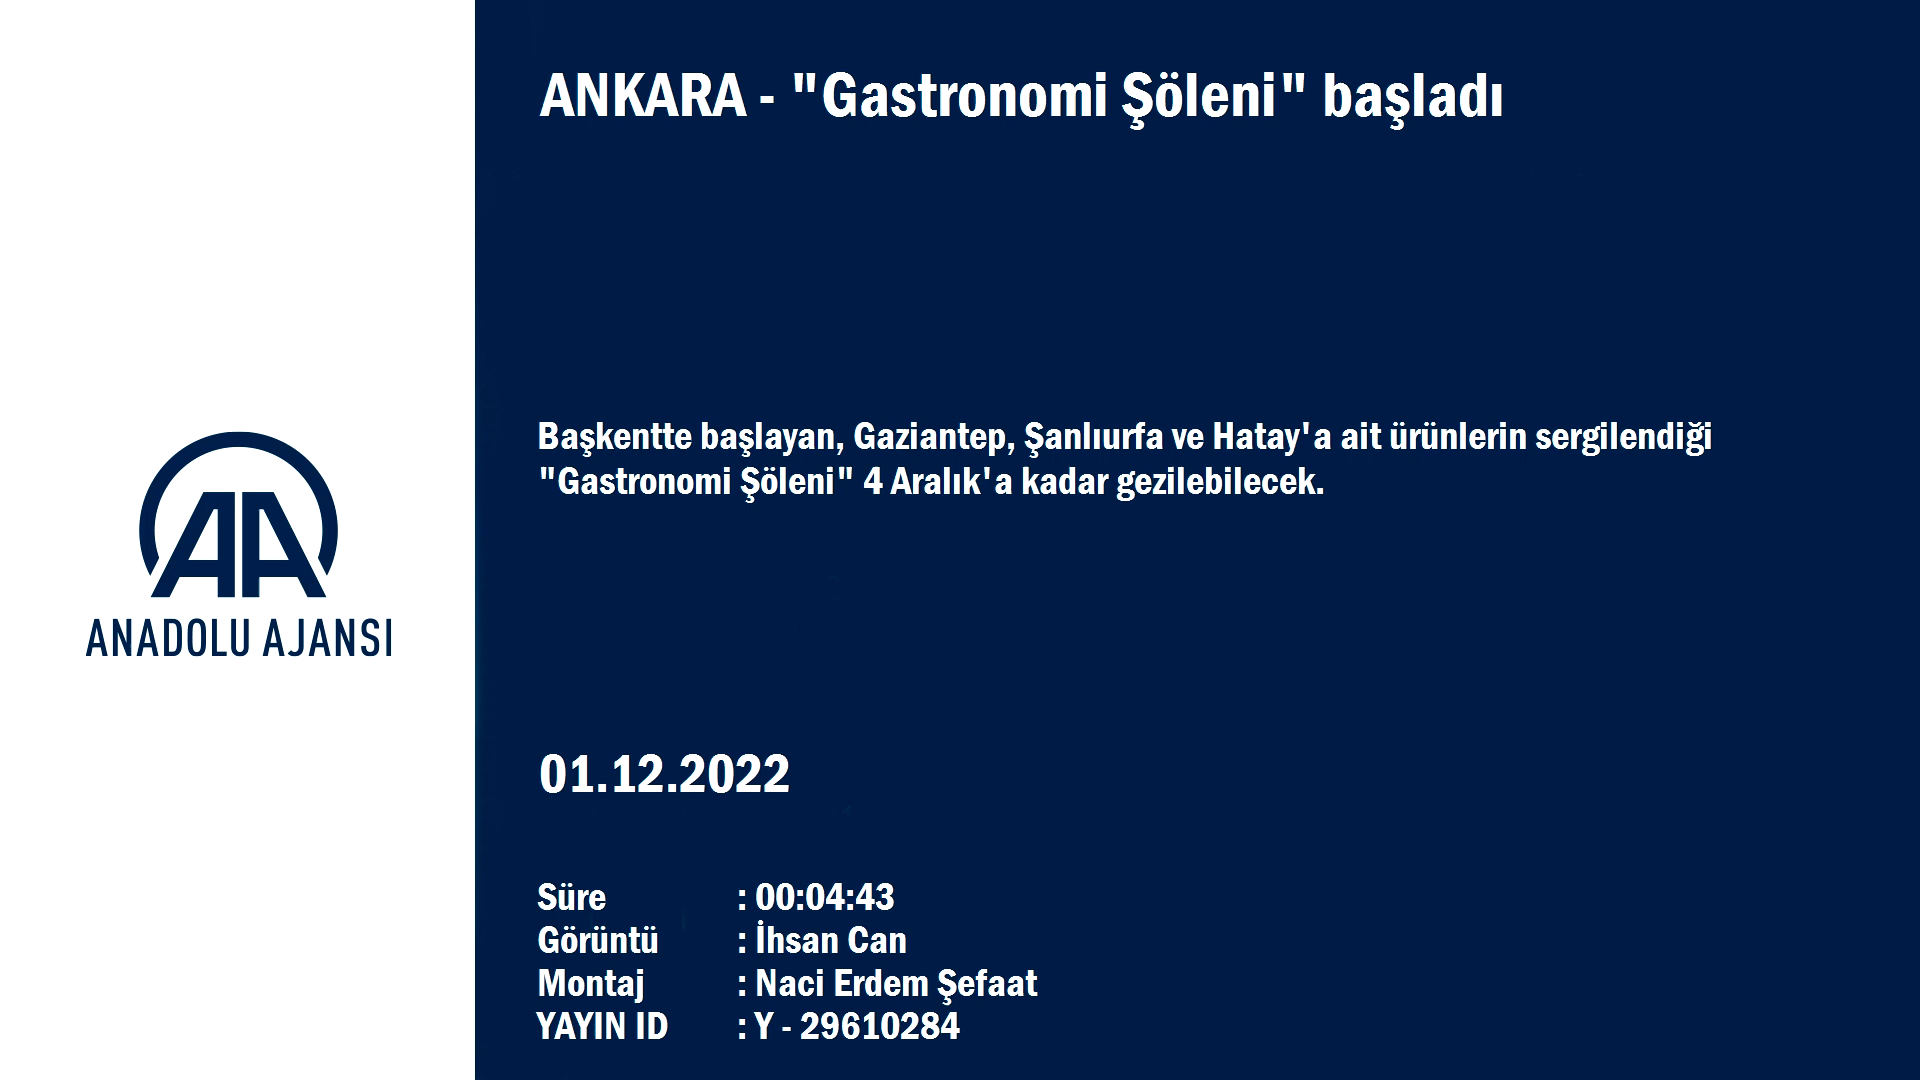 ANKARA - "Gastronomi Şöleni" başladı
Başkentte başlayan, Gaziantep, Şanlıurfa ve Hatay'a ait ürünlerin sergilendiği
"Gastronomi Şöleni" 4 Aralık'a kadar gezilebilecek.
AA
ANADOLU AJANSI
01.12.2022
Süre : 00:04:43
Görüntü : İhsan Can
Montaj : Naci Erdem Şefaat
YAYIN ID : Y - 29610284